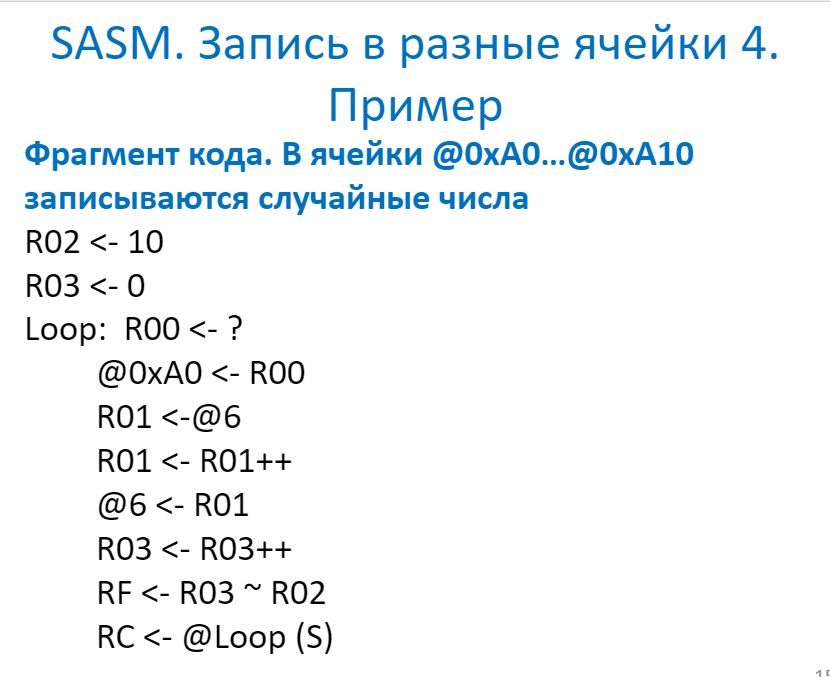 SASM. Запись в разные ячейки 4.
Пример
Фрагмент кода. В ячейки @0xA0…@0xA10
записываются случайные числа
R02 <- 10
R03 <- 0
Loop:  R00 <- ?
@0xA0 <- R00
R01 <-@6
R01 <- R01++
@6 <- R01
R03 <- R03++
RF <- R03 ~ R02
RC <- @Loop (S)